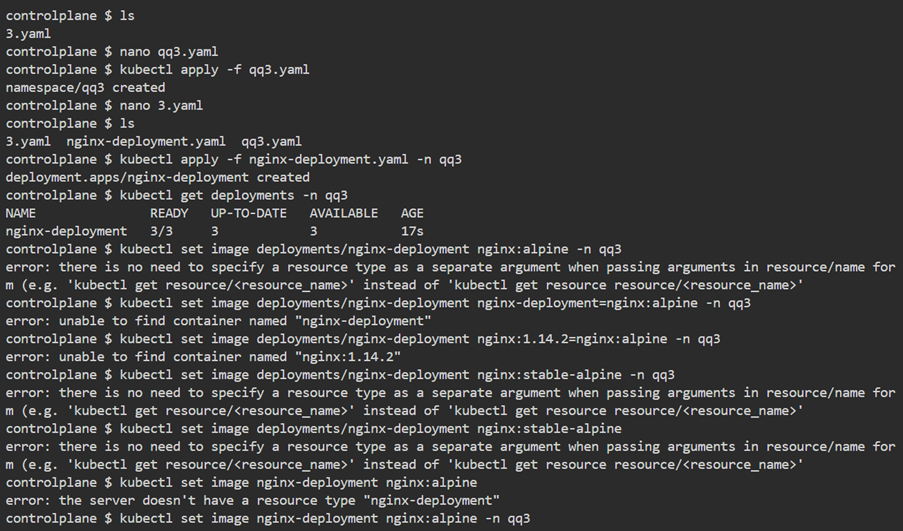 controlplane $ ls
3.yaml
controlplane $ nano qq3.yaml
controlplane $ kubectl apply -f qq3.yaml
namespace/qq3 created
controlplane $ nano 3.yaml
controlplane $ ls
3.yaml  nginx-deployment.yaml  qq3.yaml
controlplane $ kubectl apply -f nginx-deployment.yaml -n qq3
deployment.apps/nginx-deployment created
controlplane $ kubectl get deployments -n qq3
NAME               READY   UP-TO-DATE   AVAILABLE   AGE
nginx-deployment   3/3     3            3           17s
controlplane $ kubectl set image deployments/nginx-deployment nginx:alpine -n qq3
error: there is no need to specify a resource type as a separate argument when passing arguments in resource/name for
m (e.g. 'kubectl get resource/<resource_name>' instead of 'kubectl get resource resource/<resource_name>'
controlplane $ kubectl set image deployments/nginx-deployment nginx-deployment=nginx:alpine -n qq3
error: unable to find container named "nginx-deployment"
controlplane $ kubectl set image deployments/nginx-deployment nginx:1.14.2=nginx:alpine -n qq3
error: unable to find container named "nginx:1.14.2"
controlplane $ kubectl set image deployments/nginx-deployment nginx:stable-alpine -n qq3
error: there is no need to specify a resource type as a separate argument when passing arguments in resource/name for
m (e.g. 'kubectl get resource/<resource_name>' instead of 'kubectl get resource resource/<resource_name>'
controlplane $ kubectl set image deployments/nginx-deployment nginx:stable-alpine
error: there is no need to specify a resource type as a separate argument when passing arguments in resource/name for
m (e.g. 'kubectl get resource/<resource_name>' instead of 'kubectl get resource resource/<resource_name>'
controlplane $ kubectl set image nginx-deployment nginx:alpine
error: the server doesn't have a resource type "nginx-deployment"
controlplane $ kubectl set image nginx-deployment nginx:alpine -n qq3